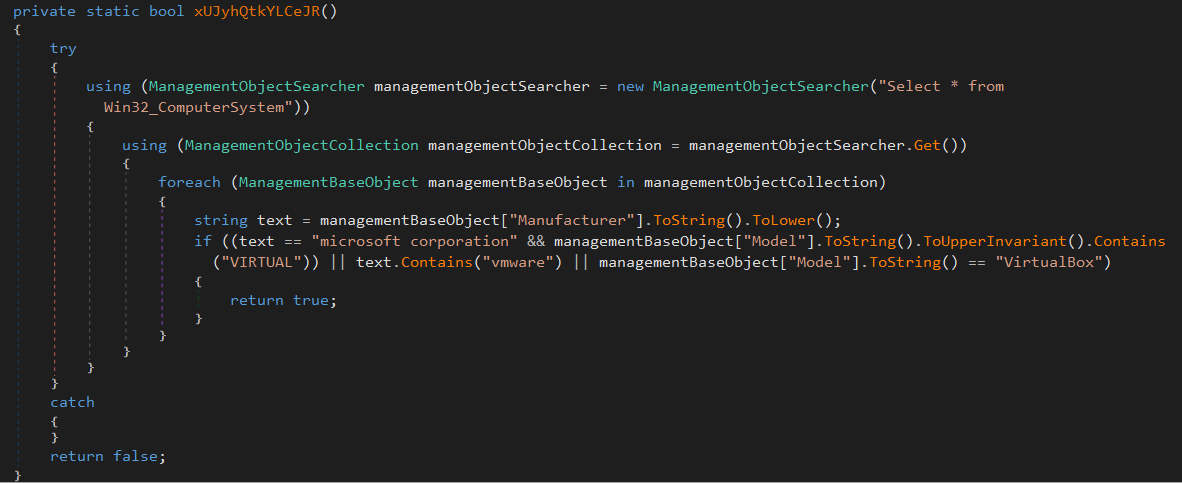 private static bool xUJyhQtkYLCeJR()
{
    try
    {
        using (ManagementObjectSearcher managementObjectSearcher = new ManagementObjectSearcher("Select * from
          Win32_ComputerSystem"))
        {
            using (ManagementObjectCollection managementObjectCollection = managementObjectSearcher.Get())
            {
                foreach (ManagementBaseObject managementBaseObject in managementObjectCollection)
                {
                    string text = managementBaseObject["Manufacturer"].ToString().ToLower();
                    if ((text == "microsoft corporation" && managementBaseObject["Model"].ToString().ToUpperInvariant().Contains
                      ("VIRTUAL")) || text.Contains("vmware") || managementBaseObject["Model"].ToString() == "VirtualBox")
                    {
                        return true;
                    }
                }
            }
        }
    }
    catch
    {
    }
    return false;
}